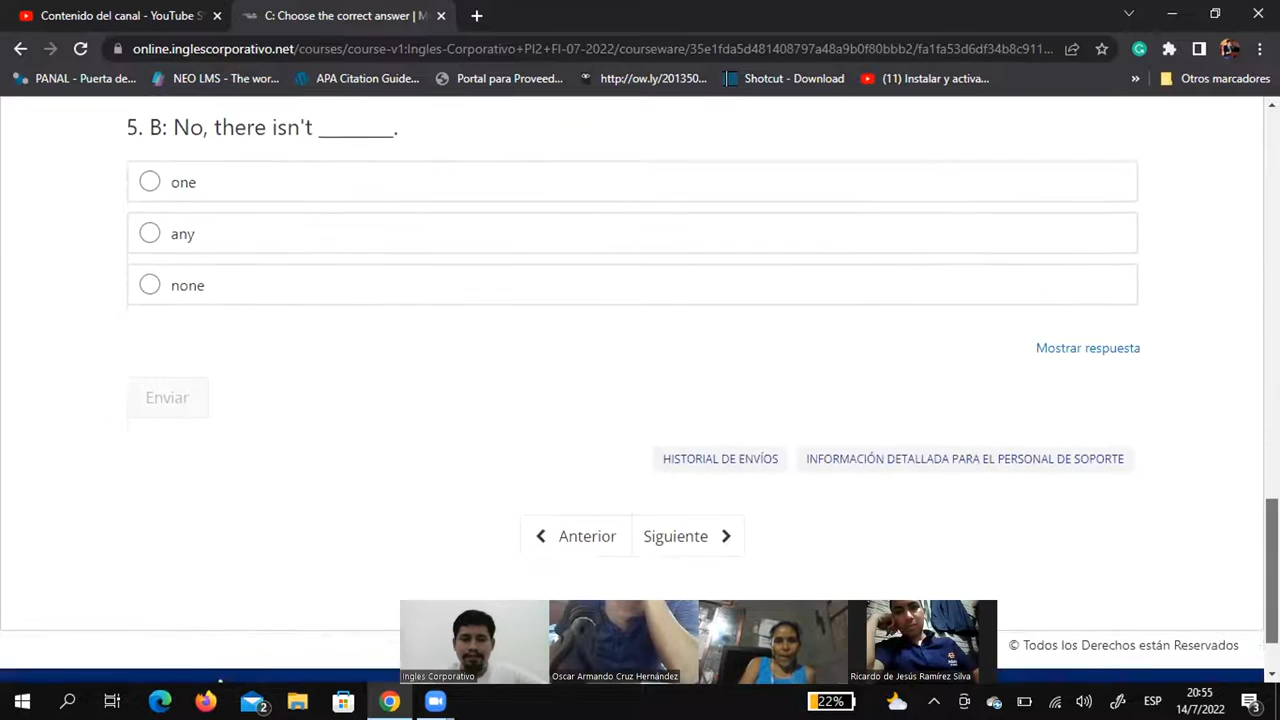 Contenido del canal - YouTube S
C: Choose the correct answer | M
online.inglescorporativo.net/courses/course-v1:Ingles-Corporativo+PI2+FI-07-2022/courseware/35e1fda5d481408797a48a9b0f80bbb2/fa1fa53d6df34b8c911...
PANAL - Puerta de...
NEO LMS - The wor...
APA Citation Guide...
Portal para Proveed...
http://ow.ly/201350...
Shotcut - Download
(11) Instalar y activa...
»
Otros marcadores
5. B: No, there isn't _______.
one
any
none
Mostrar respuesta
Enviar
HISTORIAL DE ENVÍOS
INFORMACIÓN DETALLADA PARA EL PERSONAL DE SOPORTE
Anterior
Siguiente
© Todos los Derechos están Reservados
Ingles Corporativo
Oscar Armando Cruz Hernández
Ricardo de Jesús Ramírez Silva
2
22%
ESP
20:55
14/7/2022
3